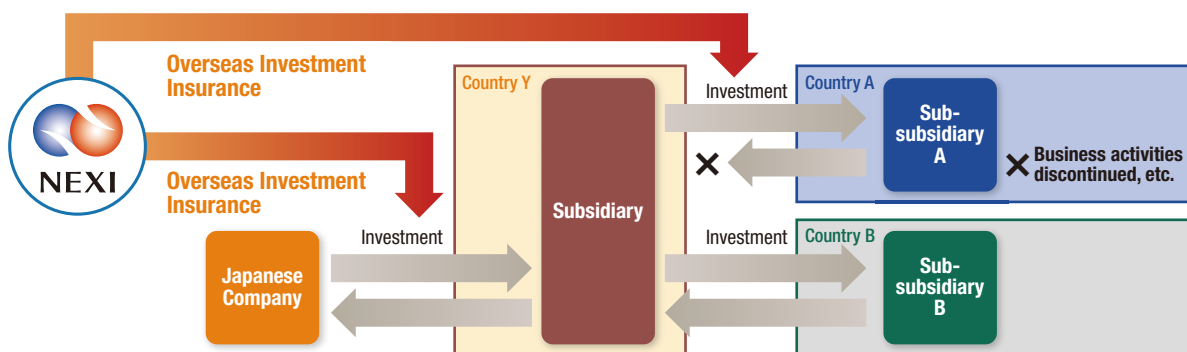 Overseas Investment
Insurance
NEXI
Overseas Investment
Insurance
Investment
Japanese
Company
Country Y
Subsidiary
Investment
Country A
Sub-
subsidiary
A
Business activities
discontinued, etc.
Investment
Country B
Sub-
subsidiary
B